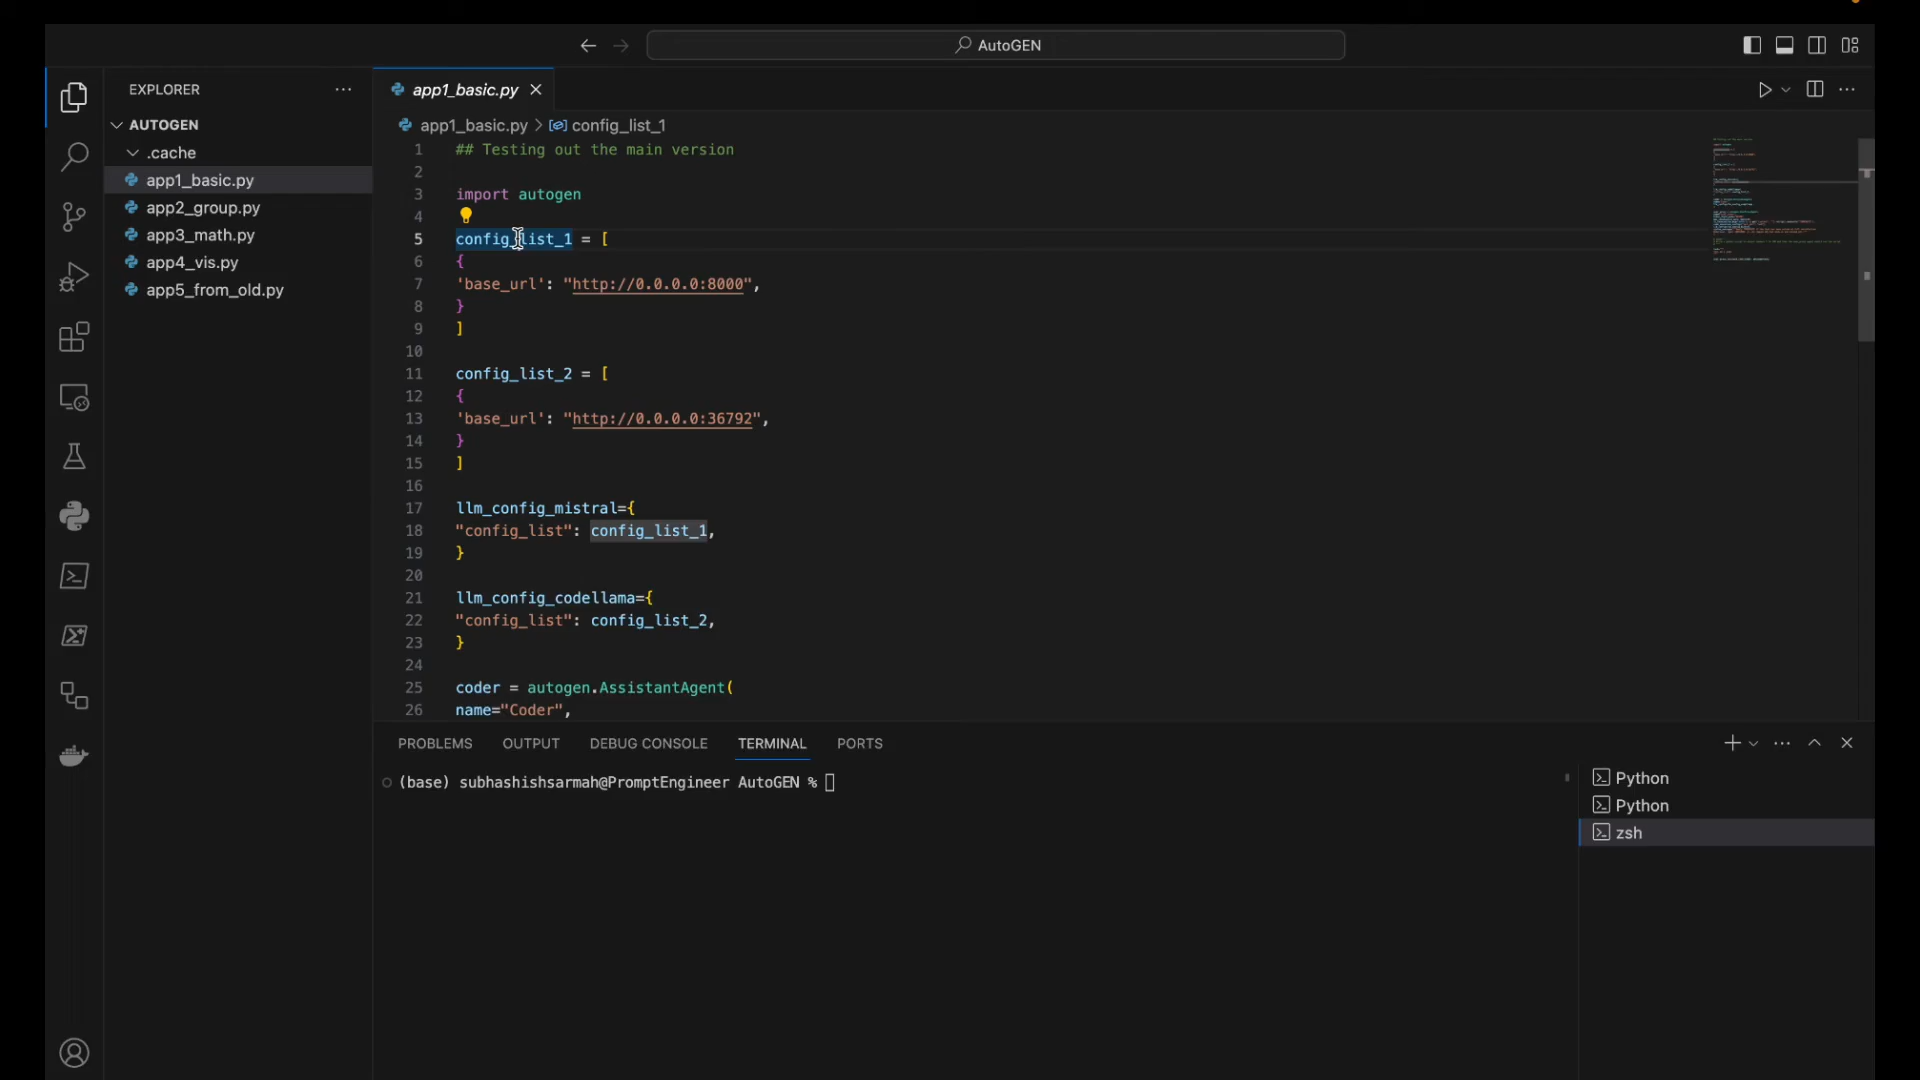 AutoGEN
EXPLORER
AUTOGEN
.cache
app1_basic.py
app2_group.py
app3_math.py
app4_vis.py
app5_from_old.py
app1_basic.py
app1_basic.py > config_list_1
1 ## Testing out the main version
2
3 import autogen
4
5 config_list_1 = [
6 {
7 'base_url': "http://0.0.0.0:8000",
8 }
9 ]
10
11 config_list_2 = [
12 {
13 'base_url': "http://0.0.0.0:36792",
14 }
15 ]
16
17 llm_config_mistral={
18 "config_list": config_list_1,
19 }
20
21 llm_config_codellama={
22 "config_list": config_list_2,
23 }
24
25 coder = autogen.AssistantAgent(
26 name="Coder",
PROBLEMS OUTPUT DEBUG CONSOLE TERMINAL PORTS
(base) subhashishsarmah@PromptEngineer AutoGEN %
Python
Python
zsh